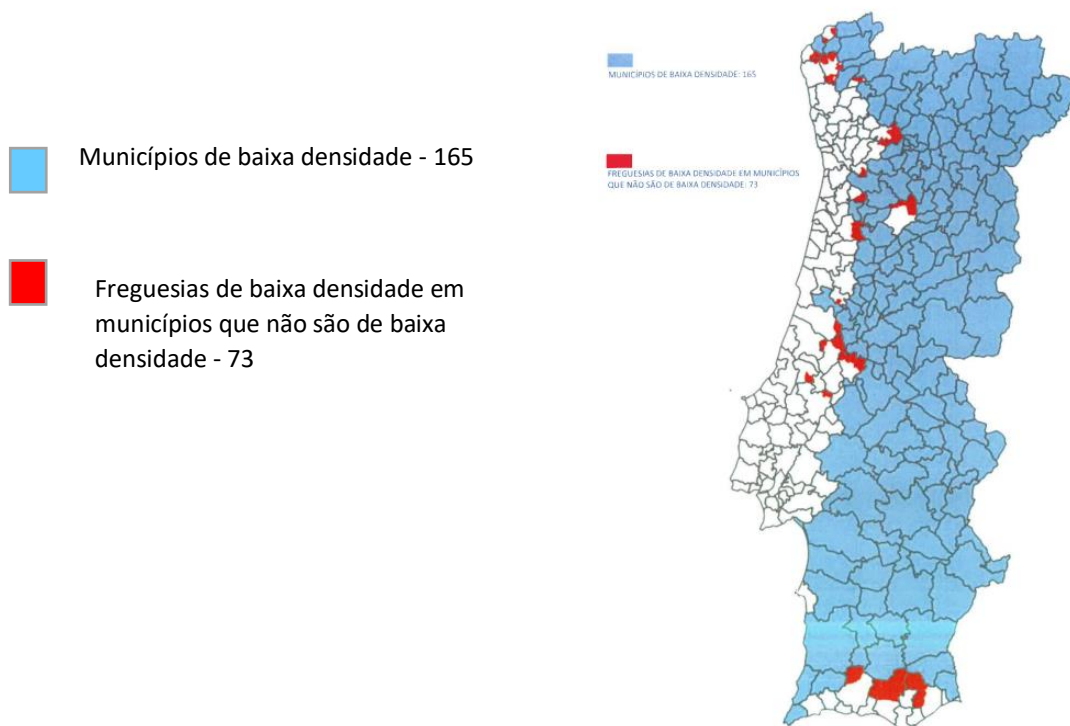 Municípios de baixa densidade - 165
Freguesias de baixa densidade em
municípios que não são de baixa
densidade - 73
MUNICÍPIOS DE BAIXA DENSIDADE: 165
FREGUESIAS DE BAIXA DENSIDADE EM MUNICÍPIOS
QUE NÃO SÃO DE BAIXA DENSIDADE: 73